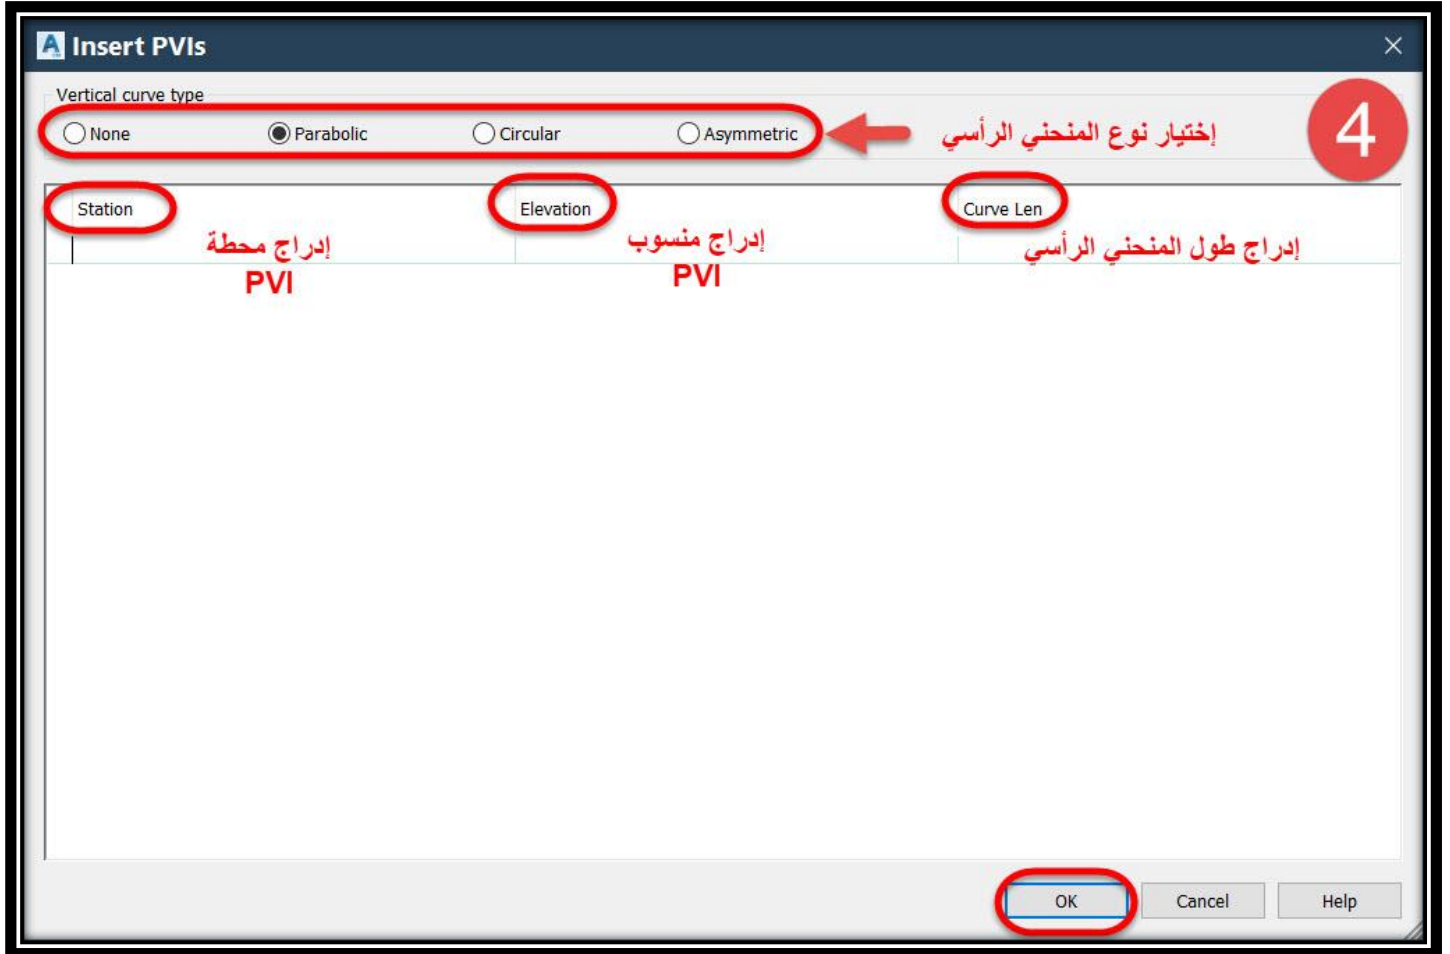 Insert PVIs
Vertical curve type
None
Parabolic
Circular
Asymmetric
إختيار نوع المنحني الرأسي
4
Station
Elevation
Curve Len
إدراج محطة
PVI
إدراج منسوب
PVI
إدراج طول المنحني الرأسي
OK
Cancel
Help